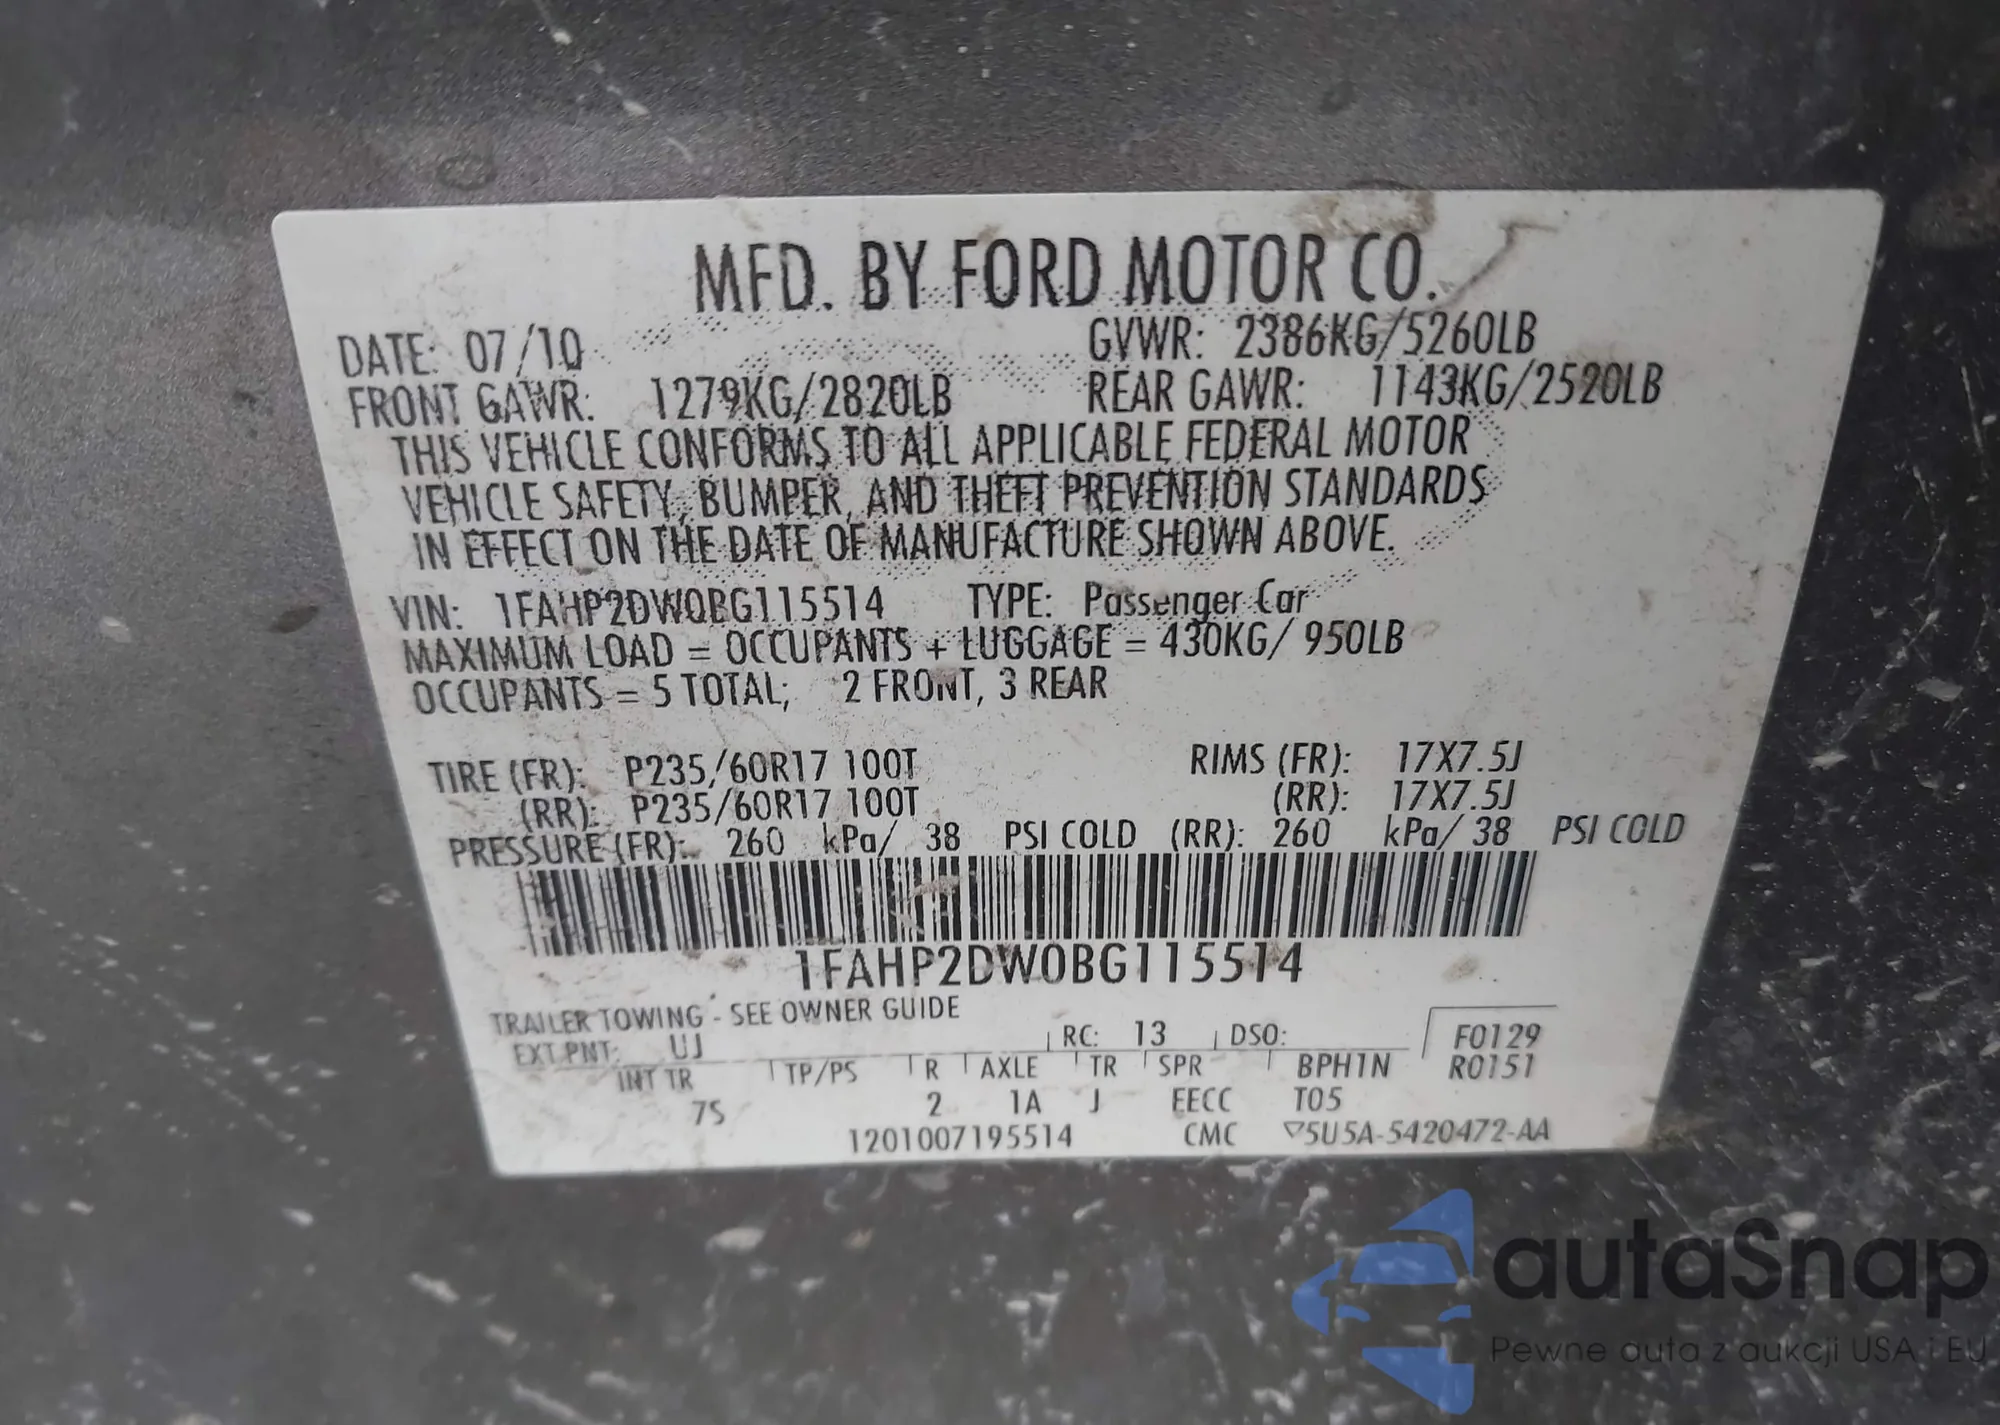 MFD. BY FORD MOTOR CO.
DATE: 07/10 GVWR: 2386KG/5260LB
FRONT GAWR: 1279KG/2820LB REAR GAWR: 1143KG/2520LB
THIS VEHICLE CONFORMS TO ALL APPLICABLE FEDERAL MOTOR
VEHICLE SAFETY, BUMPER, AND THEFT PREVENTION STANDARDS
IN EFFECT ON THE DATE OF MANUFACTURE SHOWN ABOVE.
VIN: 1FAHP2DW0BG115514 TYPE: Passenger Car
MAXIMUM LOAD = OCCUPANTS + LUGGAGE = 430KG/ 950LB
OCCUPANTS = 5 TOTAL; 2 FRONT, 3 REAR
TIRE (FR): P235/60R17 100T RIMS (FR): 17X7.5J
(RR): P235/60R17 100T (RR): 17X7.5J
PRESSURE (FR): 260 kPa/ 38 PSI COLD (RR): 260 kPa/ 38 PSI COLD
1FAHP2DW0BG115514
TRAILER TOWING - SEE OWNER GUIDE
EXT PNT: UJ RC: 13 DSO: F0129
INT TR TP/PS R AXLE TR SPR BPH1N R0151
7S 2 1A J EECC T05
1201007195514 CMC ▽5U5A-5420472-AA
autaSnap
Pewne auta z aukcji USA i EU